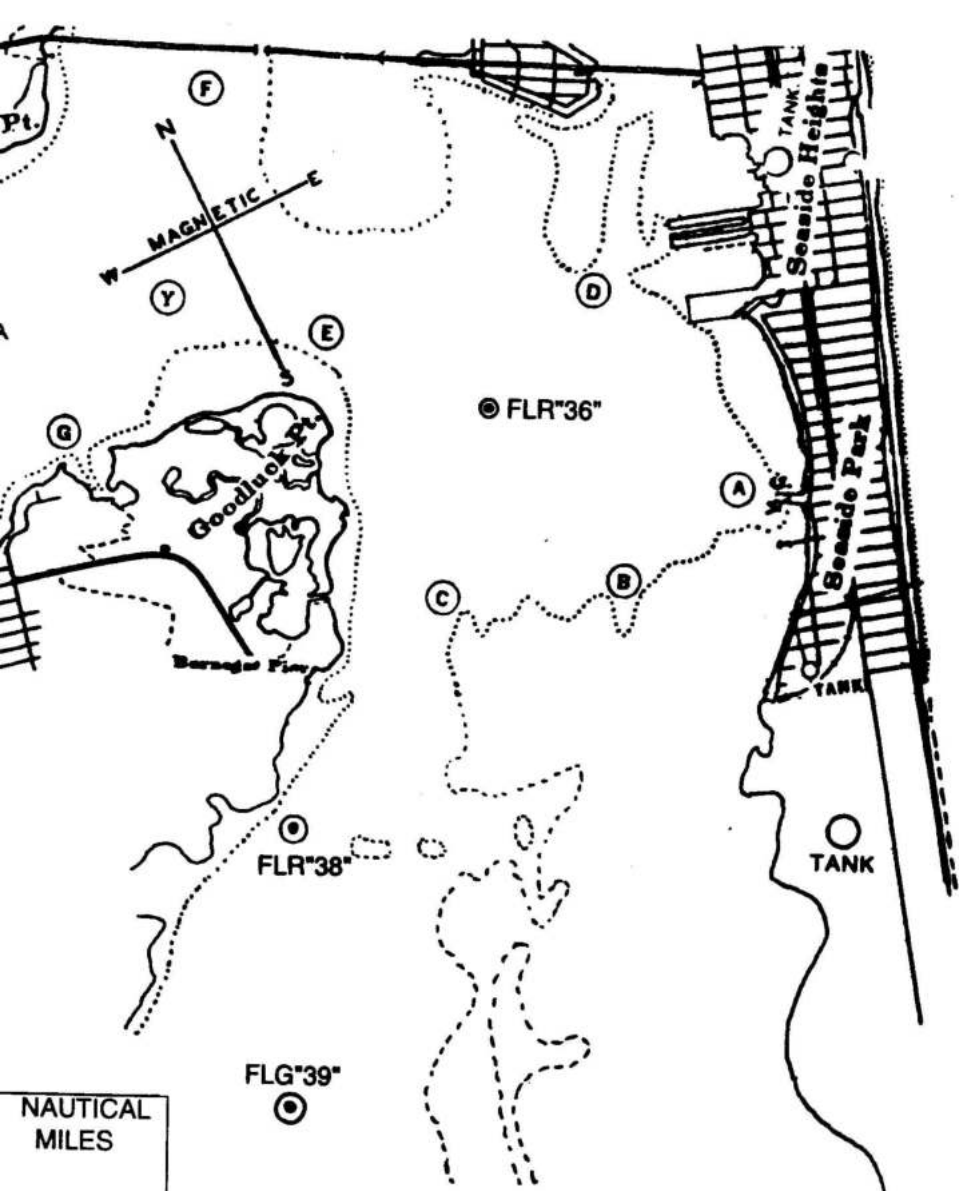 F
Pt.
N
TANK
Seaside Heights
E
MAGNETIC
W
Y
D
E
S
FLR"36"
G
Goodluck Pt.
A
Seaside Park
B
C
Barnegat Pier
TANK
FLR"38"
TANK
FLG"39"
NAUTICAL
MILES